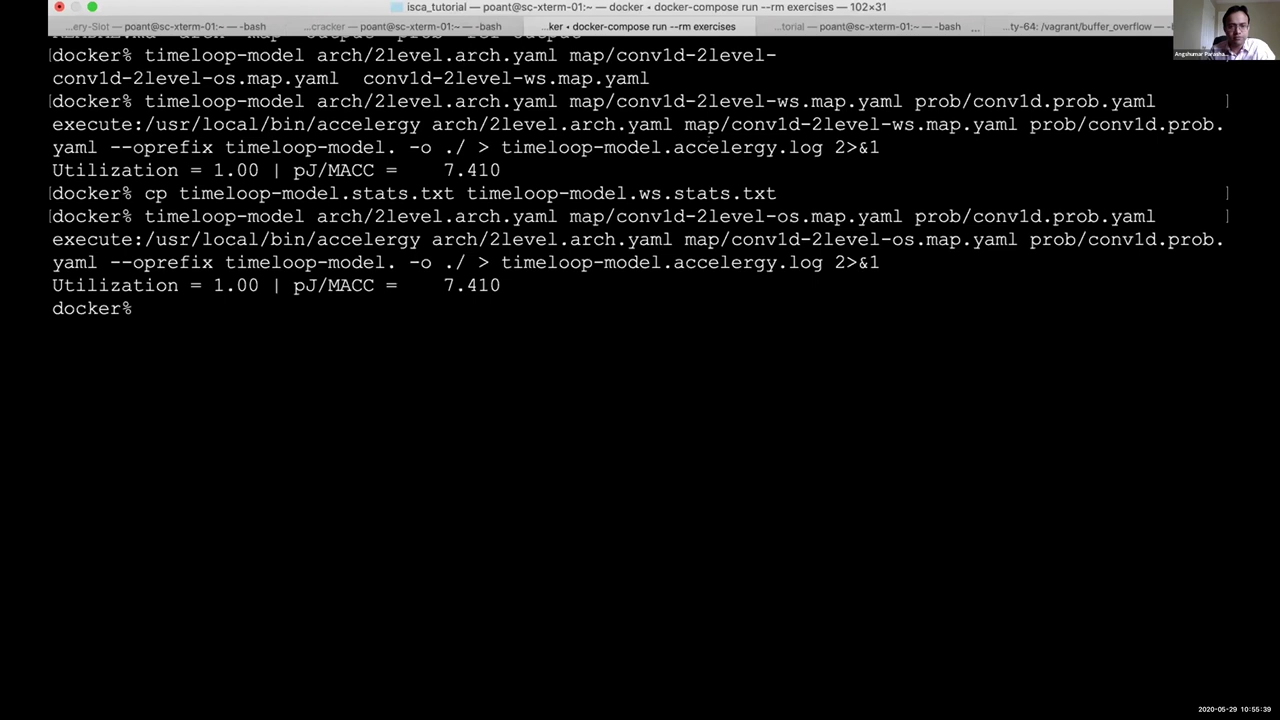 isca_tutorial — poant@sc-xterm-01:~ — docker ◂ docker-compose run --rm exercises — 102×31
...ery-Slot — poant@sc-xterm-01:~ — -bash
...cracker — poant@sc-xterm-01:~ — -bash
...ker ◂ docker-compose run --rm exercises
...torial — poant@sc-xterm-01:~ — -bash
...
...ty-64: /vagrant/buffer_overflow — -
[docker% timeloop-model arch/2level.arch.yaml map/conv1d-2level-
conv1d-2level-os.map.yaml  conv1d-2level-ws.map.yaml
[docker% timeloop-model arch/2level.arch.yaml map/conv1d-2level-ws.map.yaml prob/conv1d.prob.yaml ]
execute:/usr/local/bin/accelergy arch/2level.arch.yaml map/conv1d-2level-ws.map.yaml prob/conv1d.prob.
yaml --oprefix timeloop-model. -o ./ > timeloop-model.accelergy.log 2>&1
Utilization = 1.00 | pJ/MACC =    7.410
[docker% cp timeloop-model.stats.txt timeloop-model.ws.stats.txt ]
[docker% timeloop-model arch/2level.arch.yaml map/conv1d-2level-os.map.yaml prob/conv1d.prob.yaml ]
execute:/usr/local/bin/accelergy arch/2level.arch.yaml map/conv1d-2level-os.map.yaml prob/conv1d.prob.
yaml --oprefix timeloop-model. -o ./ > timeloop-model.accelergy.log 2>&1
Utilization = 1.00 | pJ/MACC =    7.410
docker%
Angshumar Parasha
2020-05-29 10:55:39